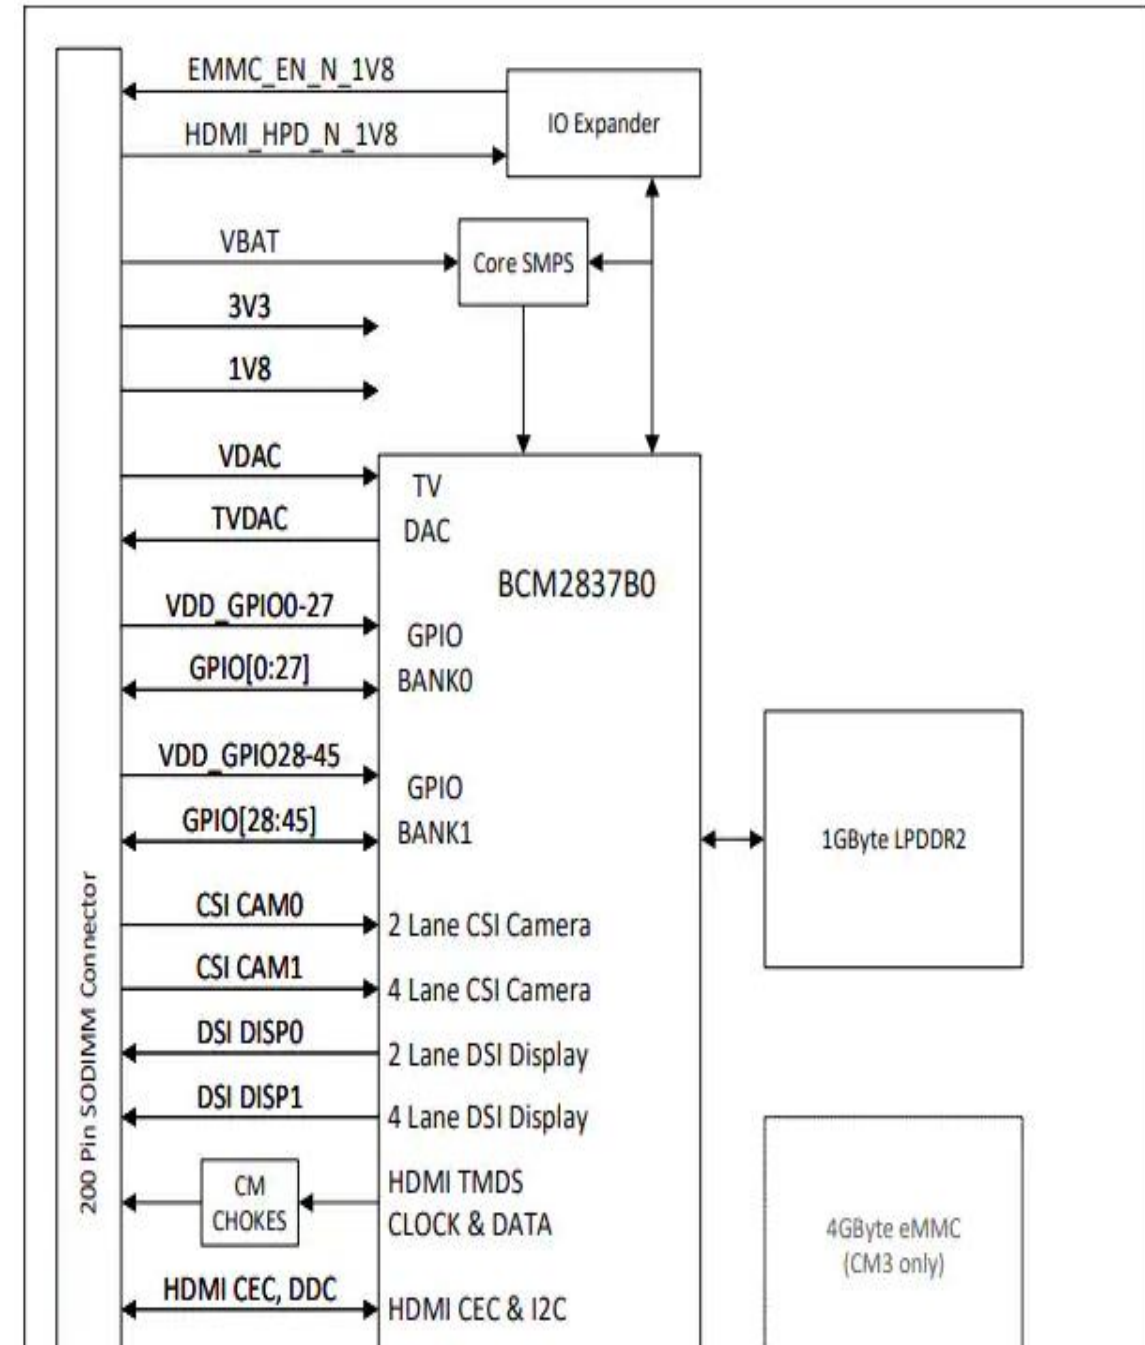 EMMC_EN_N_1V8
IO Expander
HDMI_HPD_N_1V8
VBAT
Core SMPS
3V3
1V8
VDAC
TV
TVDAC
DAC
BCM2837B0
VDD_GPIO0-27
GPIO
GPIO[0:27]
BANK0
VDD_GPIO28-45
GPIO
GPIO[28:45]
BANK1
1GByte LPDDR2
200 Pin SODIMM Connector
CSI CAM0
2 Lane CSI Camera
CSI CAM1
4 Lane CSI Camera
DSI DISP0
2 Lane DSI Display
DSI DISP1
4 Lane DSI Display
CM
CHOKES
HDMI TMDS
CLOCK & DATA
4GByte eMMC
(CM3 only)
HDMI CEC, DDC
HDMI CEC & I2C